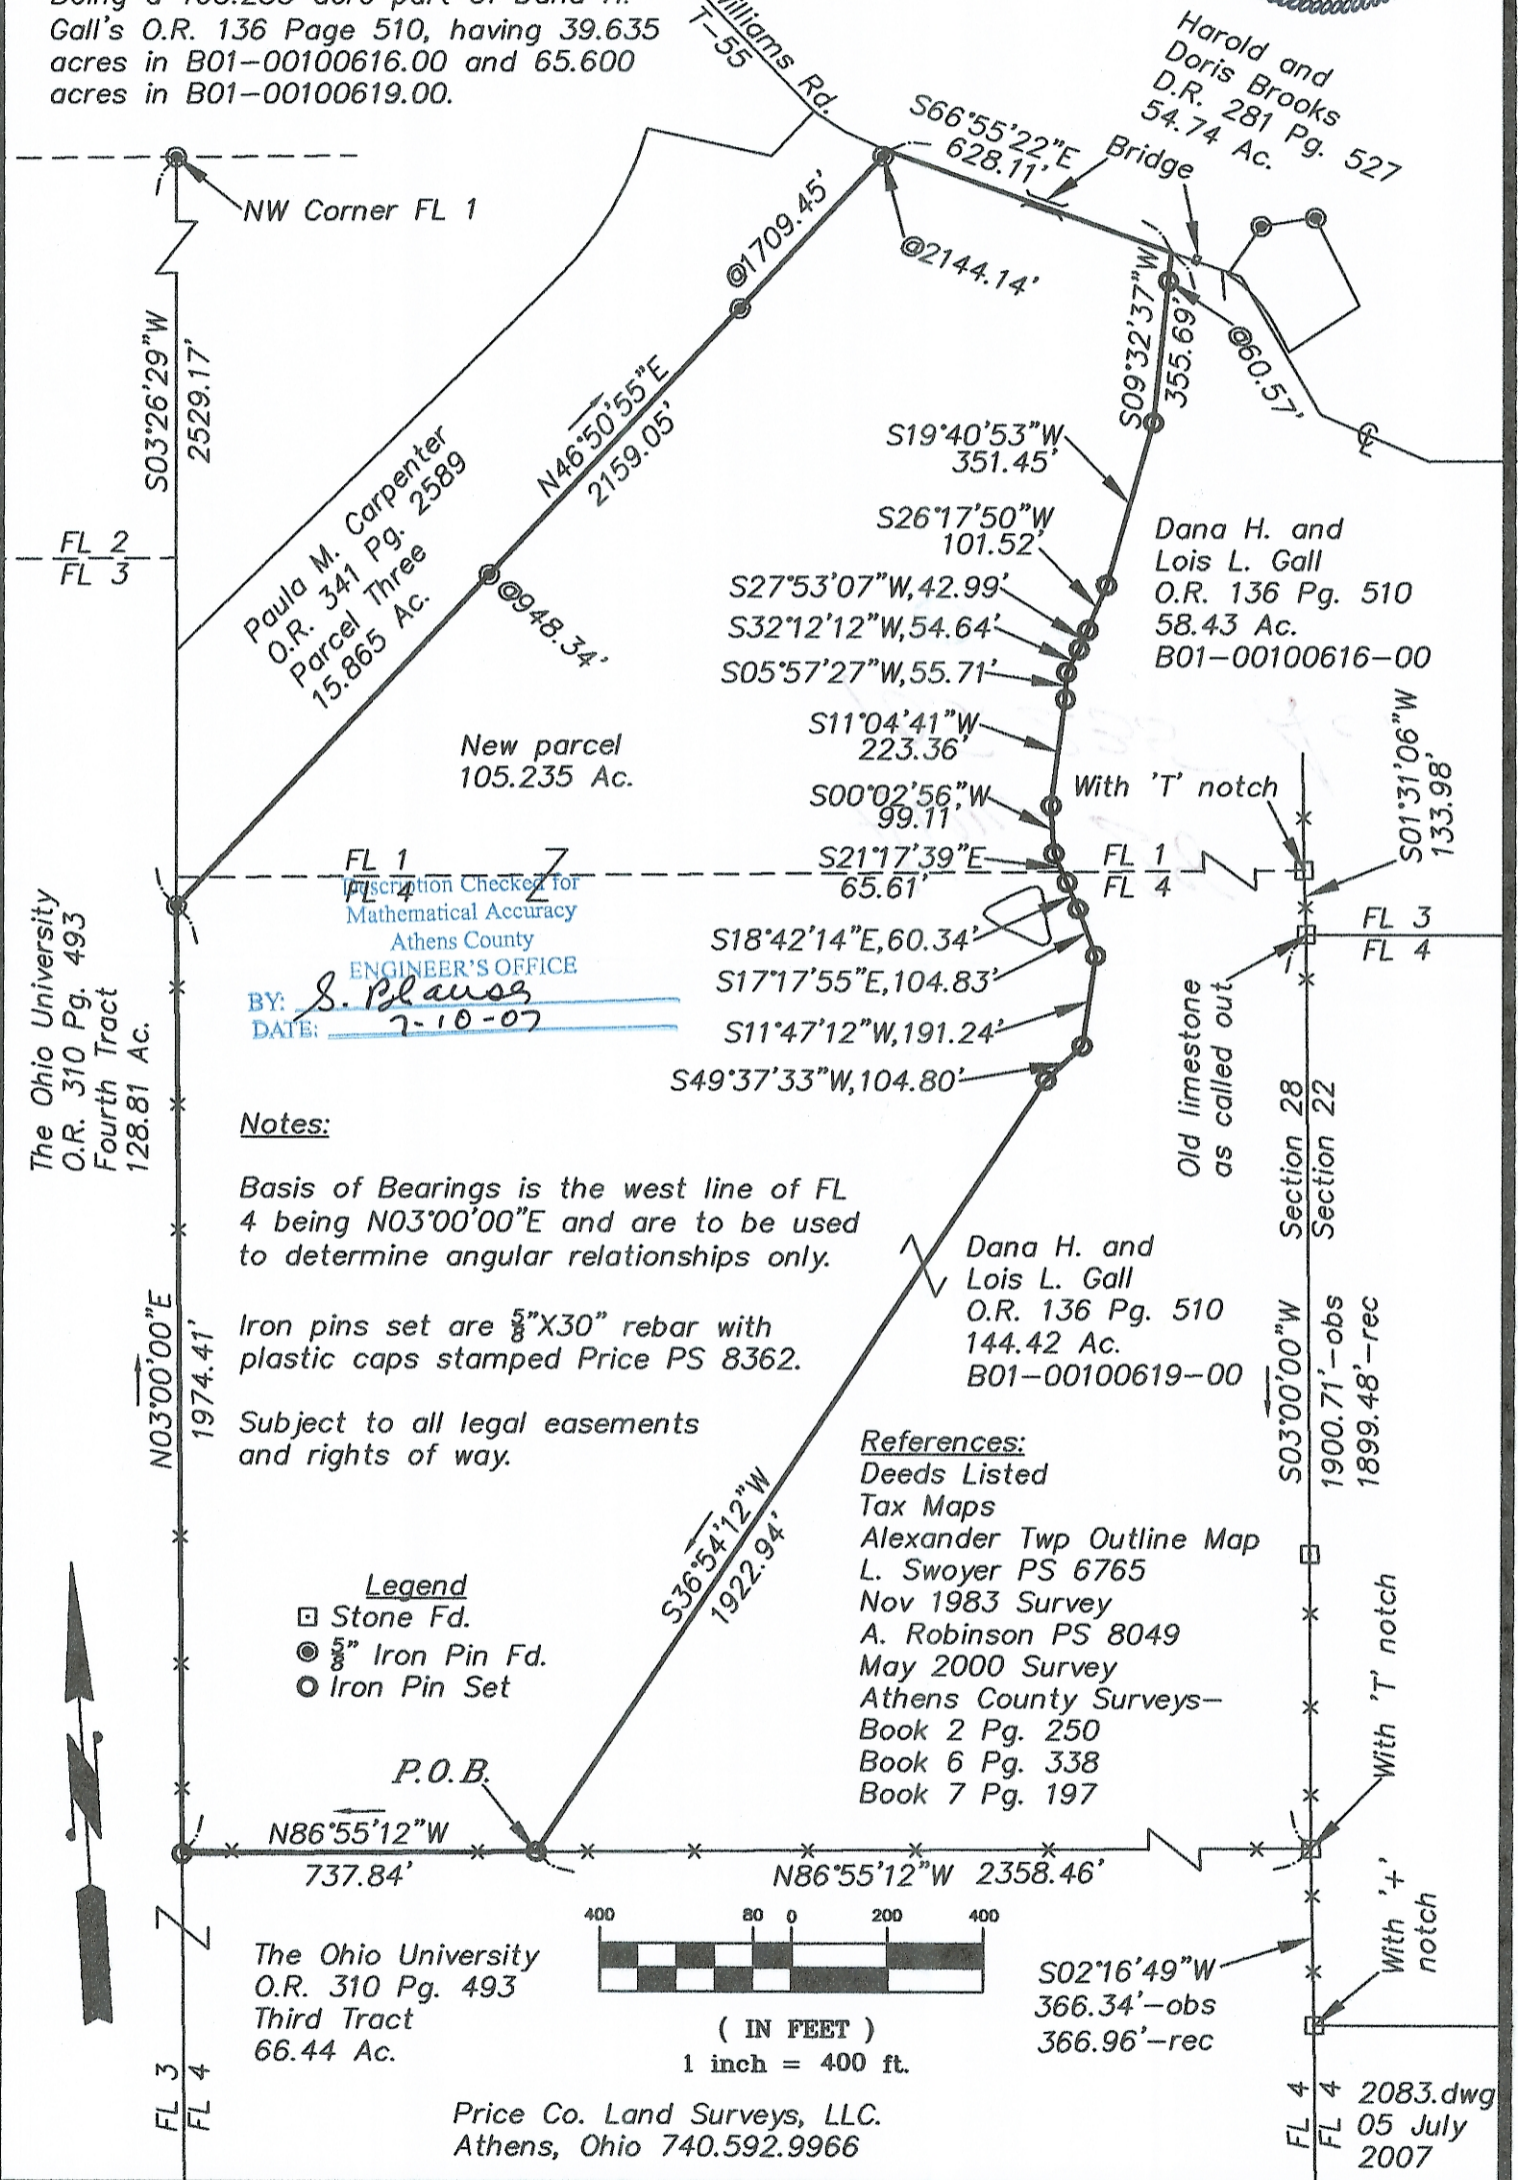 Gall's O.R. 136 Page 510, having 39.635
acres in B01-00100616.00 and 65.600
acres in B01-00100619.00.
Williams Rd.
T-55
Harold and
Doris Brooks
D.R. 281 Pg. 527
54.74 Ac.
S66°55'22"E
628.11'
Bridge
NW Corner FL 1
@1709.45'
@2144.14'
S03°26'29"W
2529.17'
S09°32'37"W
355.69'
@60.57'
N46°50'55"E
2159.05'
℄
Paula M. Carpenter
O.R. 341 Pg. 2589
Parcel Three
15.865 Ac.
@948.34'
FL 2
FL 3
S19°40'53"W
351.45'
S26°17'50"W
101.52'
S27°53'07"W,42.99'
S32°12'12"W,54.64'
S05°57'27"W,55.71'
S11°04'41"W
223.36'
S00°02'56"W
99.11'
S21°17'39"E
65.61'
S18°42'14"E,60.34'
S17°17'55"E,104.83'
S11°47'12"W,191.24'
S49°37'33"W,104.80'
Dana H. and
Lois L. Gall
O.R. 136 Pg. 510
58.43 Ac.
B01-00100616-00
New parcel
105.235 Ac.
With 'T' notch
S01°31'06"W
133.98'
FL 1
FL 4
FL 1
FL 4
FL 3
FL 4
Description Checked for
Mathematical Accuracy
Athens County
ENGINEER'S OFFICE
BY: S. Blauser
DATE: 7-10-07
The Ohio University
O.R. 310 Pg. 493
Fourth Tract
128.81 Ac.
Old limestone
as called out.
Section 28
Section 22
Notes:
Basis of Bearings is the west line of FL
4 being N03°00'00"E and are to be used
to determine angular relationships only.
Iron pins set are 5/8"X30" rebar with
plastic caps stamped Price PS 8362.
Subject to all legal easements
and rights of way.
N03°00'00"E
1974.41'
Dana H. and
Lois L. Gall
O.R. 136 Pg. 510
144.42 Ac.
B01-00100619-00
S03°00'00"W
1900.71'-obs
1899.48'-rec
S36°54'12"W
1922.94'
References:
Deeds Listed
Tax Maps
Alexander Twp Outline Map
L. Swoyer PS 6765
Nov 1983 Survey
A. Robinson PS 8049
May 2000 Survey
Athens County Surveys-
Book 2 Pg. 250
Book 6 Pg. 338
Book 7 Pg. 197
Legend
Stone Fd.
5/8" Iron Pin Fd.
Iron Pin Set
P.O.B.
With 'T' notch
N86°55'12"W
737.84'
N86°55'12"W 2358.46'
With '+'
notch
400 80 0 200 400
( IN FEET )
1 inch = 400 ft.
The Ohio University
O.R. 310 Pg. 493
Third Tract
66.44 Ac.
S02°16'49"W
366.34'-obs
366.96'-rec
FL 3
FL 4
FL 4
FL 4
Price Co. Land Surveys, LLC.
Athens, Ohio 740.592.9966
2083.dwg
05 July
2007